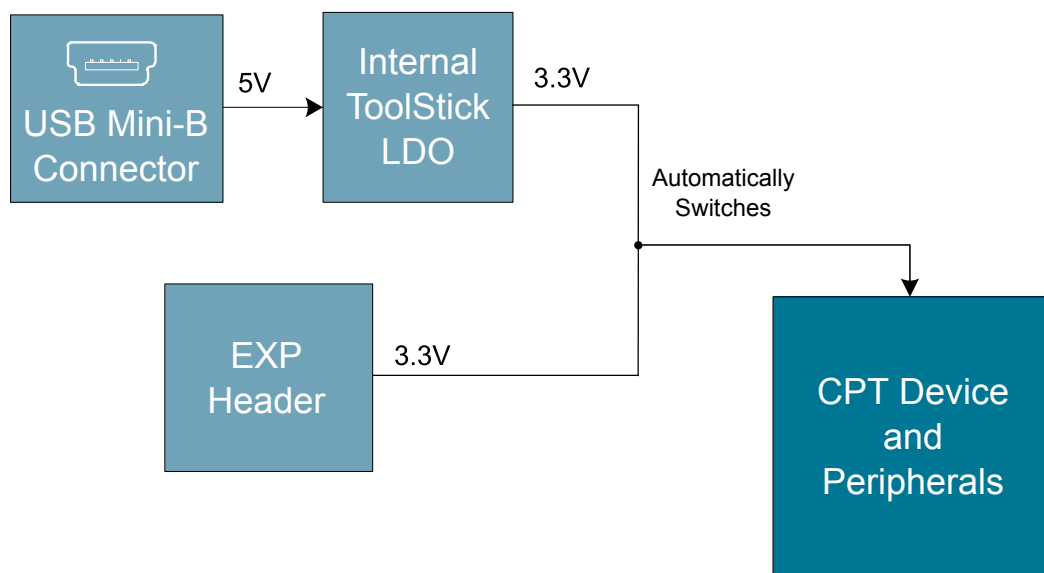 USB Mini-B
Connector
5V
Internal
ToolStick
LDO
3.3V
Automatically
Switches
EXP
Header
3.3V
CPT Device
and
Peripherals